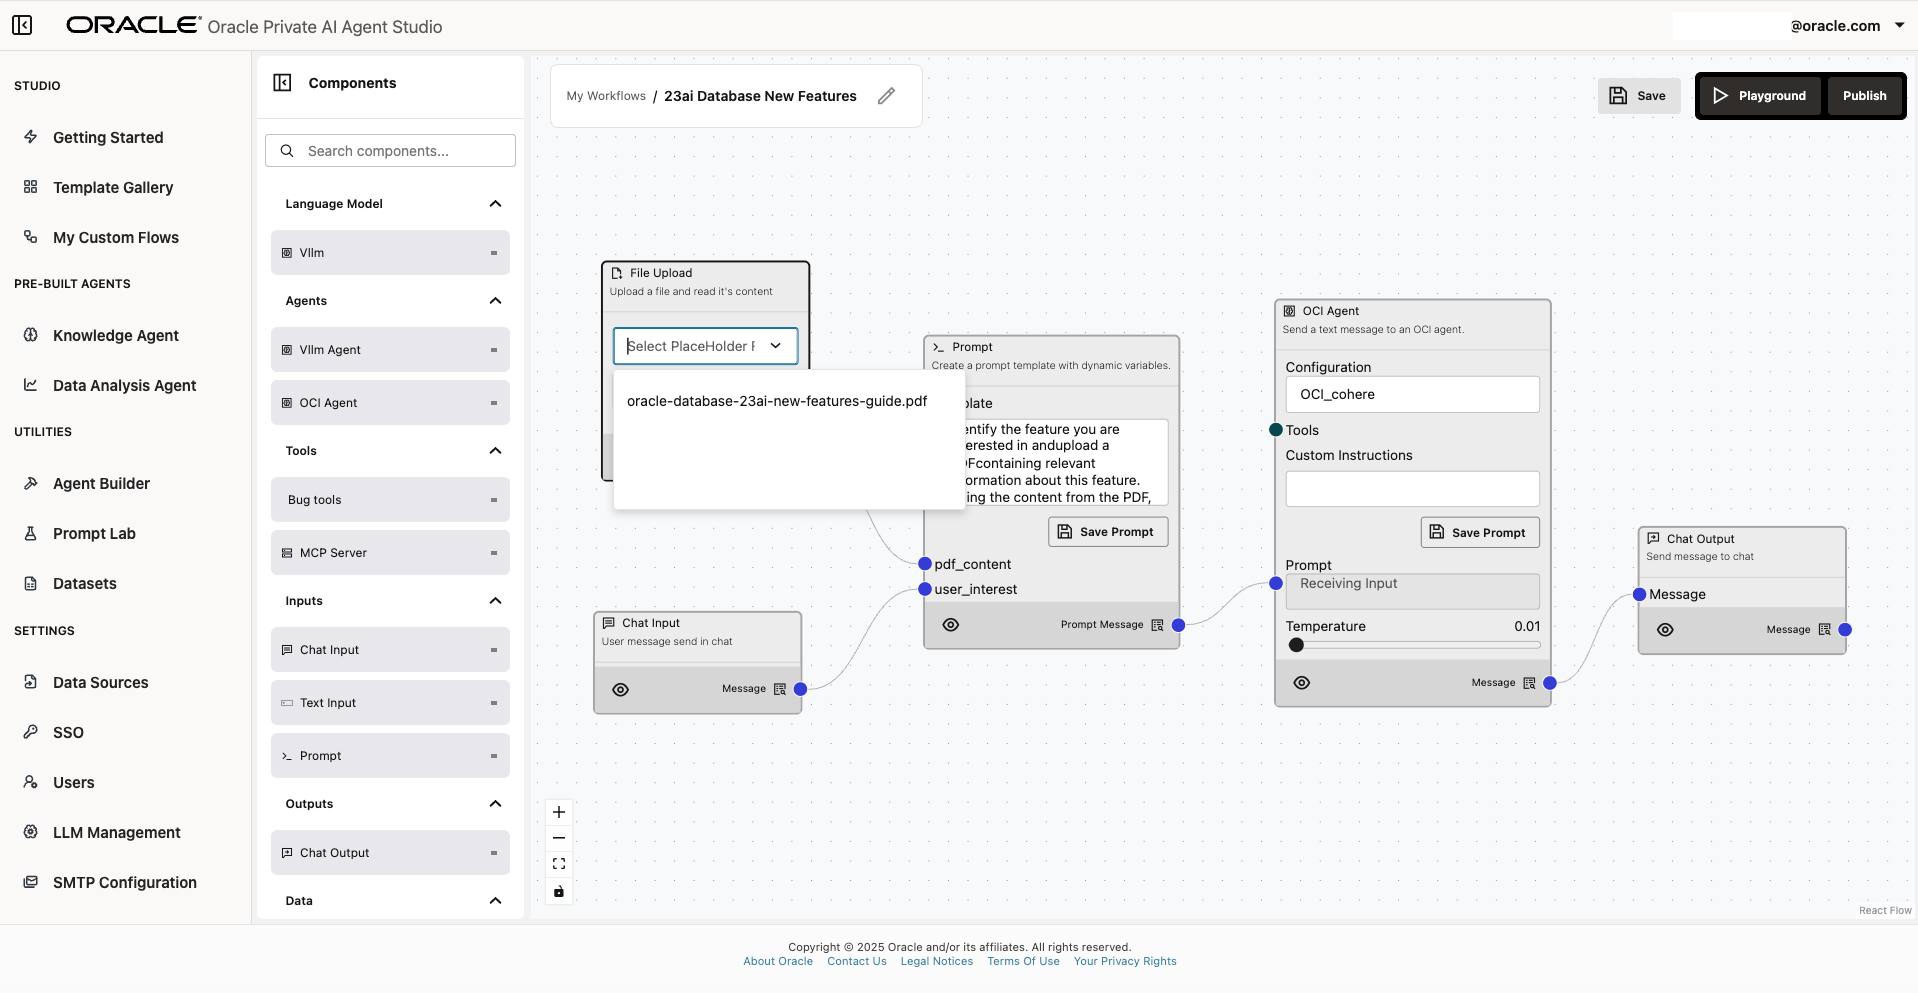 ORACLE® Oracle Private AI Agent Studio
@oracle.com
STUDIO
Getting Started
Template Gallery
My Custom Flows
PRE-BUILT AGENTS
Knowledge Agent
Data Analysis Agent
UTILITIES
Agent Builder
Prompt Lab
Datasets
SETTINGS
Data Sources
SSO
Users
LLM Management
SMTP Configuration
Components
Search components...
Language Model
Vllm
Agents
Vllm Agent
OCI Agent
Tools
Bug tools
MCP Server
Inputs
Chat Input
Text Input
Prompt
Outputs
Chat Output
Data
My Workflows / 23ai Database New Features
Save
Playground
Publish
File Upload
Upload a file and read it's content
Select PlaceHolder F
oracle-database-23ai-new-features-guide.pdf
Chat Input
User message send in chat
Message
Prompt
Create a prompt template with dynamic variables.
plate
entify the feature you are
erested in andupload a
Fcontaining relevant
ormation about this feature.
ing the content from the PDF,
Save Prompt
pdf_content
user_interest
Prompt Message
OCI Agent
Send a text message to an OCI agent.
Configuration
OCI_cohere
Tools
Custom Instructions
Save Prompt
Prompt
Receiving Input
Temperature 0.01
Message
Chat Output
Send message to chat
Message
Message
React Flow
Copyright © 2025 Oracle and/or its affiliates. All rights reserved.
About Oracle Contact Us Legal Notices Terms Of Use Your Privacy Rights